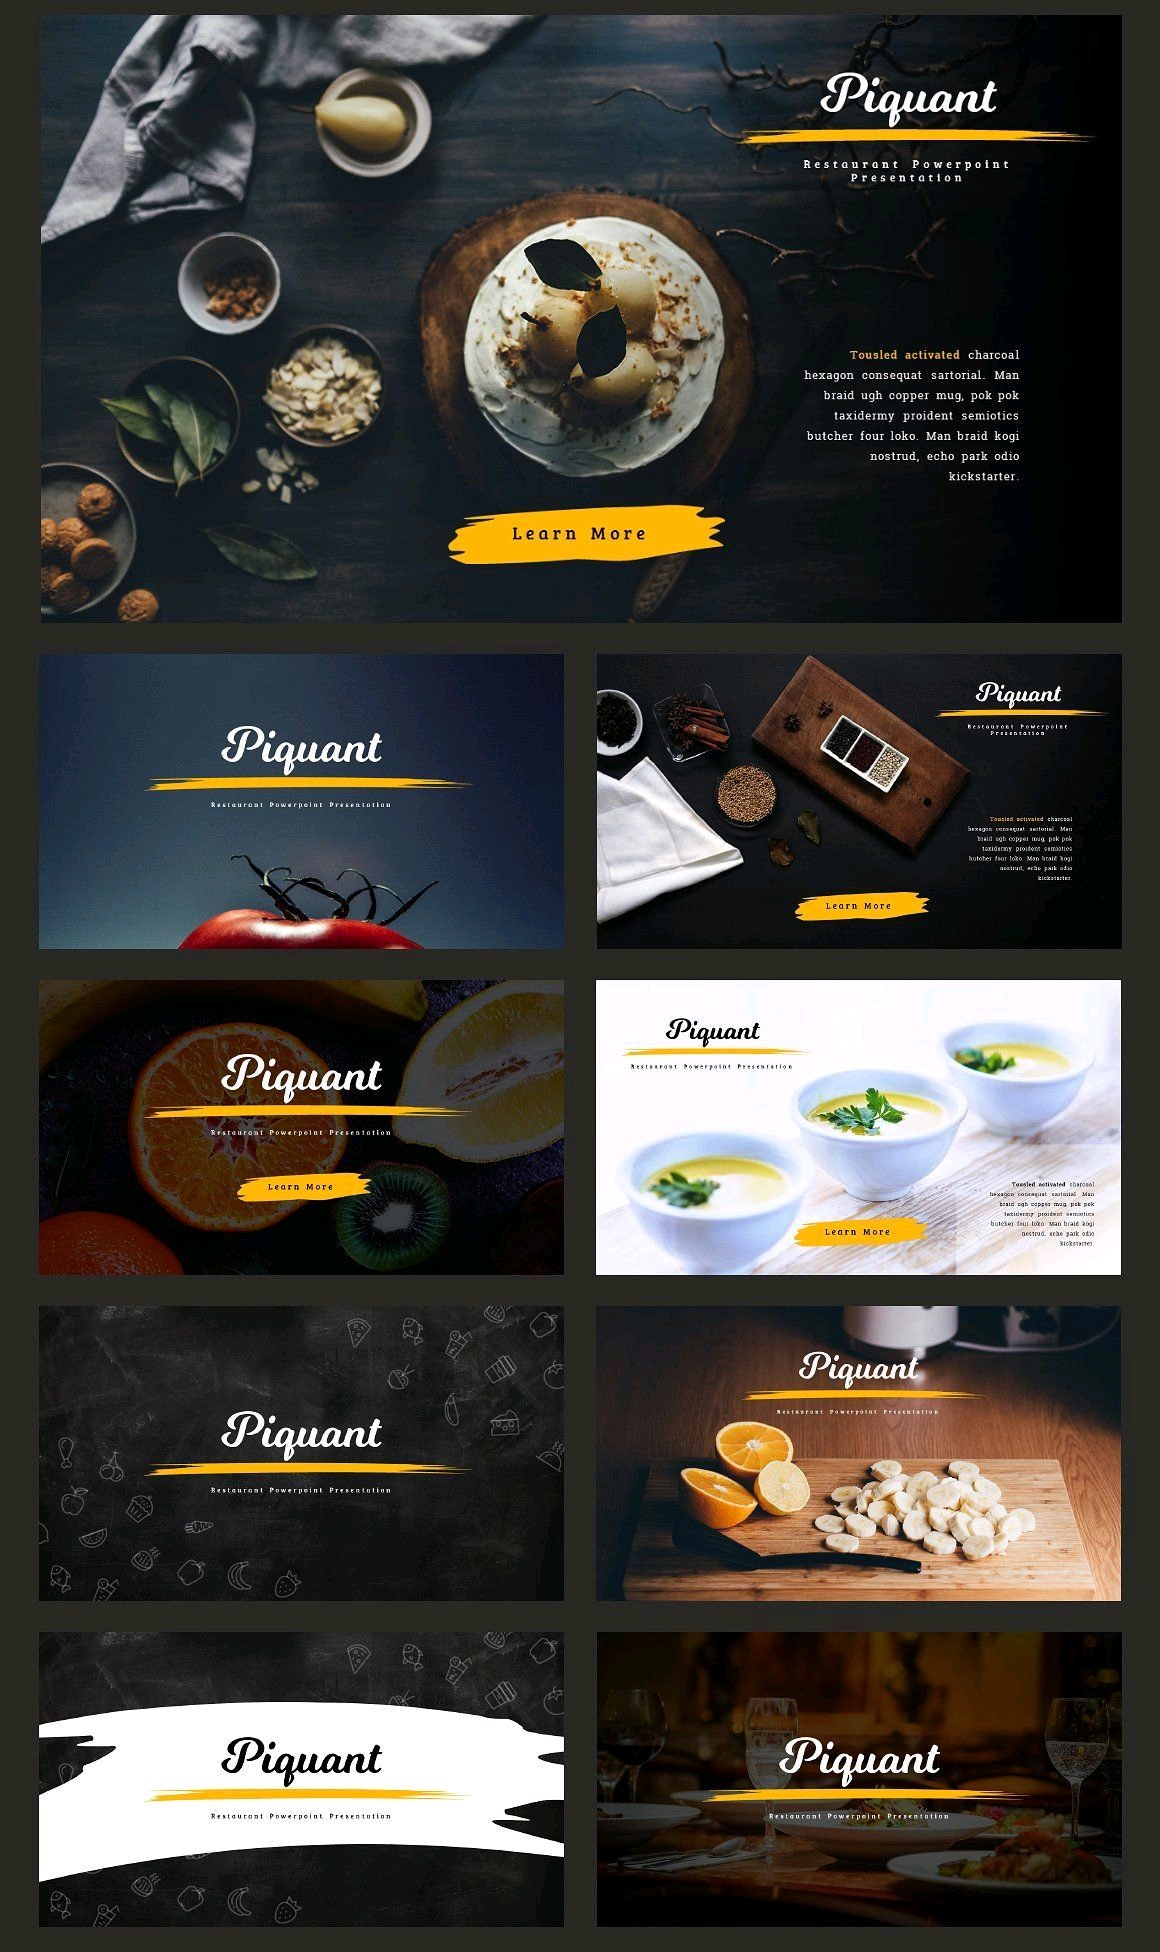 Piquant
Restaurant Powerpoint
Presentation
Tousled activated charcoal
hexagon consequat sartorial. Man
braid ugh copper mug, pok pok
taxidermy proident semiotics
butcher four loko. Man braid kogi
nostrud, echo park odio
kickstarter.
Learn More
Piquant
Restaurant Powerpoint Presentation
Piquant
Restaurant Powerpoint
Presentation
Tousled activated charcoal
hexagon consequat sartorial. Man
braid ugh copper mug, pok pok
taxidermy proident semiotics
butcher four loko. Man braid kogi
nostrud, echo park odio
kickstarter.
Learn More
Piquant
Restaurant Powerpoint Presentation
Learn More
Piquant
Restaurant Powerpoint Presentation
Tousled activated charcoal
hexagon consequat sartorial. Man
braid ugh copper mug, pok pok
taxidermy proident semiotics
butcher four loko. Man braid kogi
nostrud, echo park odio
kickstarter.
Learn More
Piquant
Restaurant Powerpoint Presentation
Piquant
Restaurant Powerpoint Presentation
Piquant
Restaurant Powerpoint Presentation
Piquant
Restaurant Powerpoint Presentation